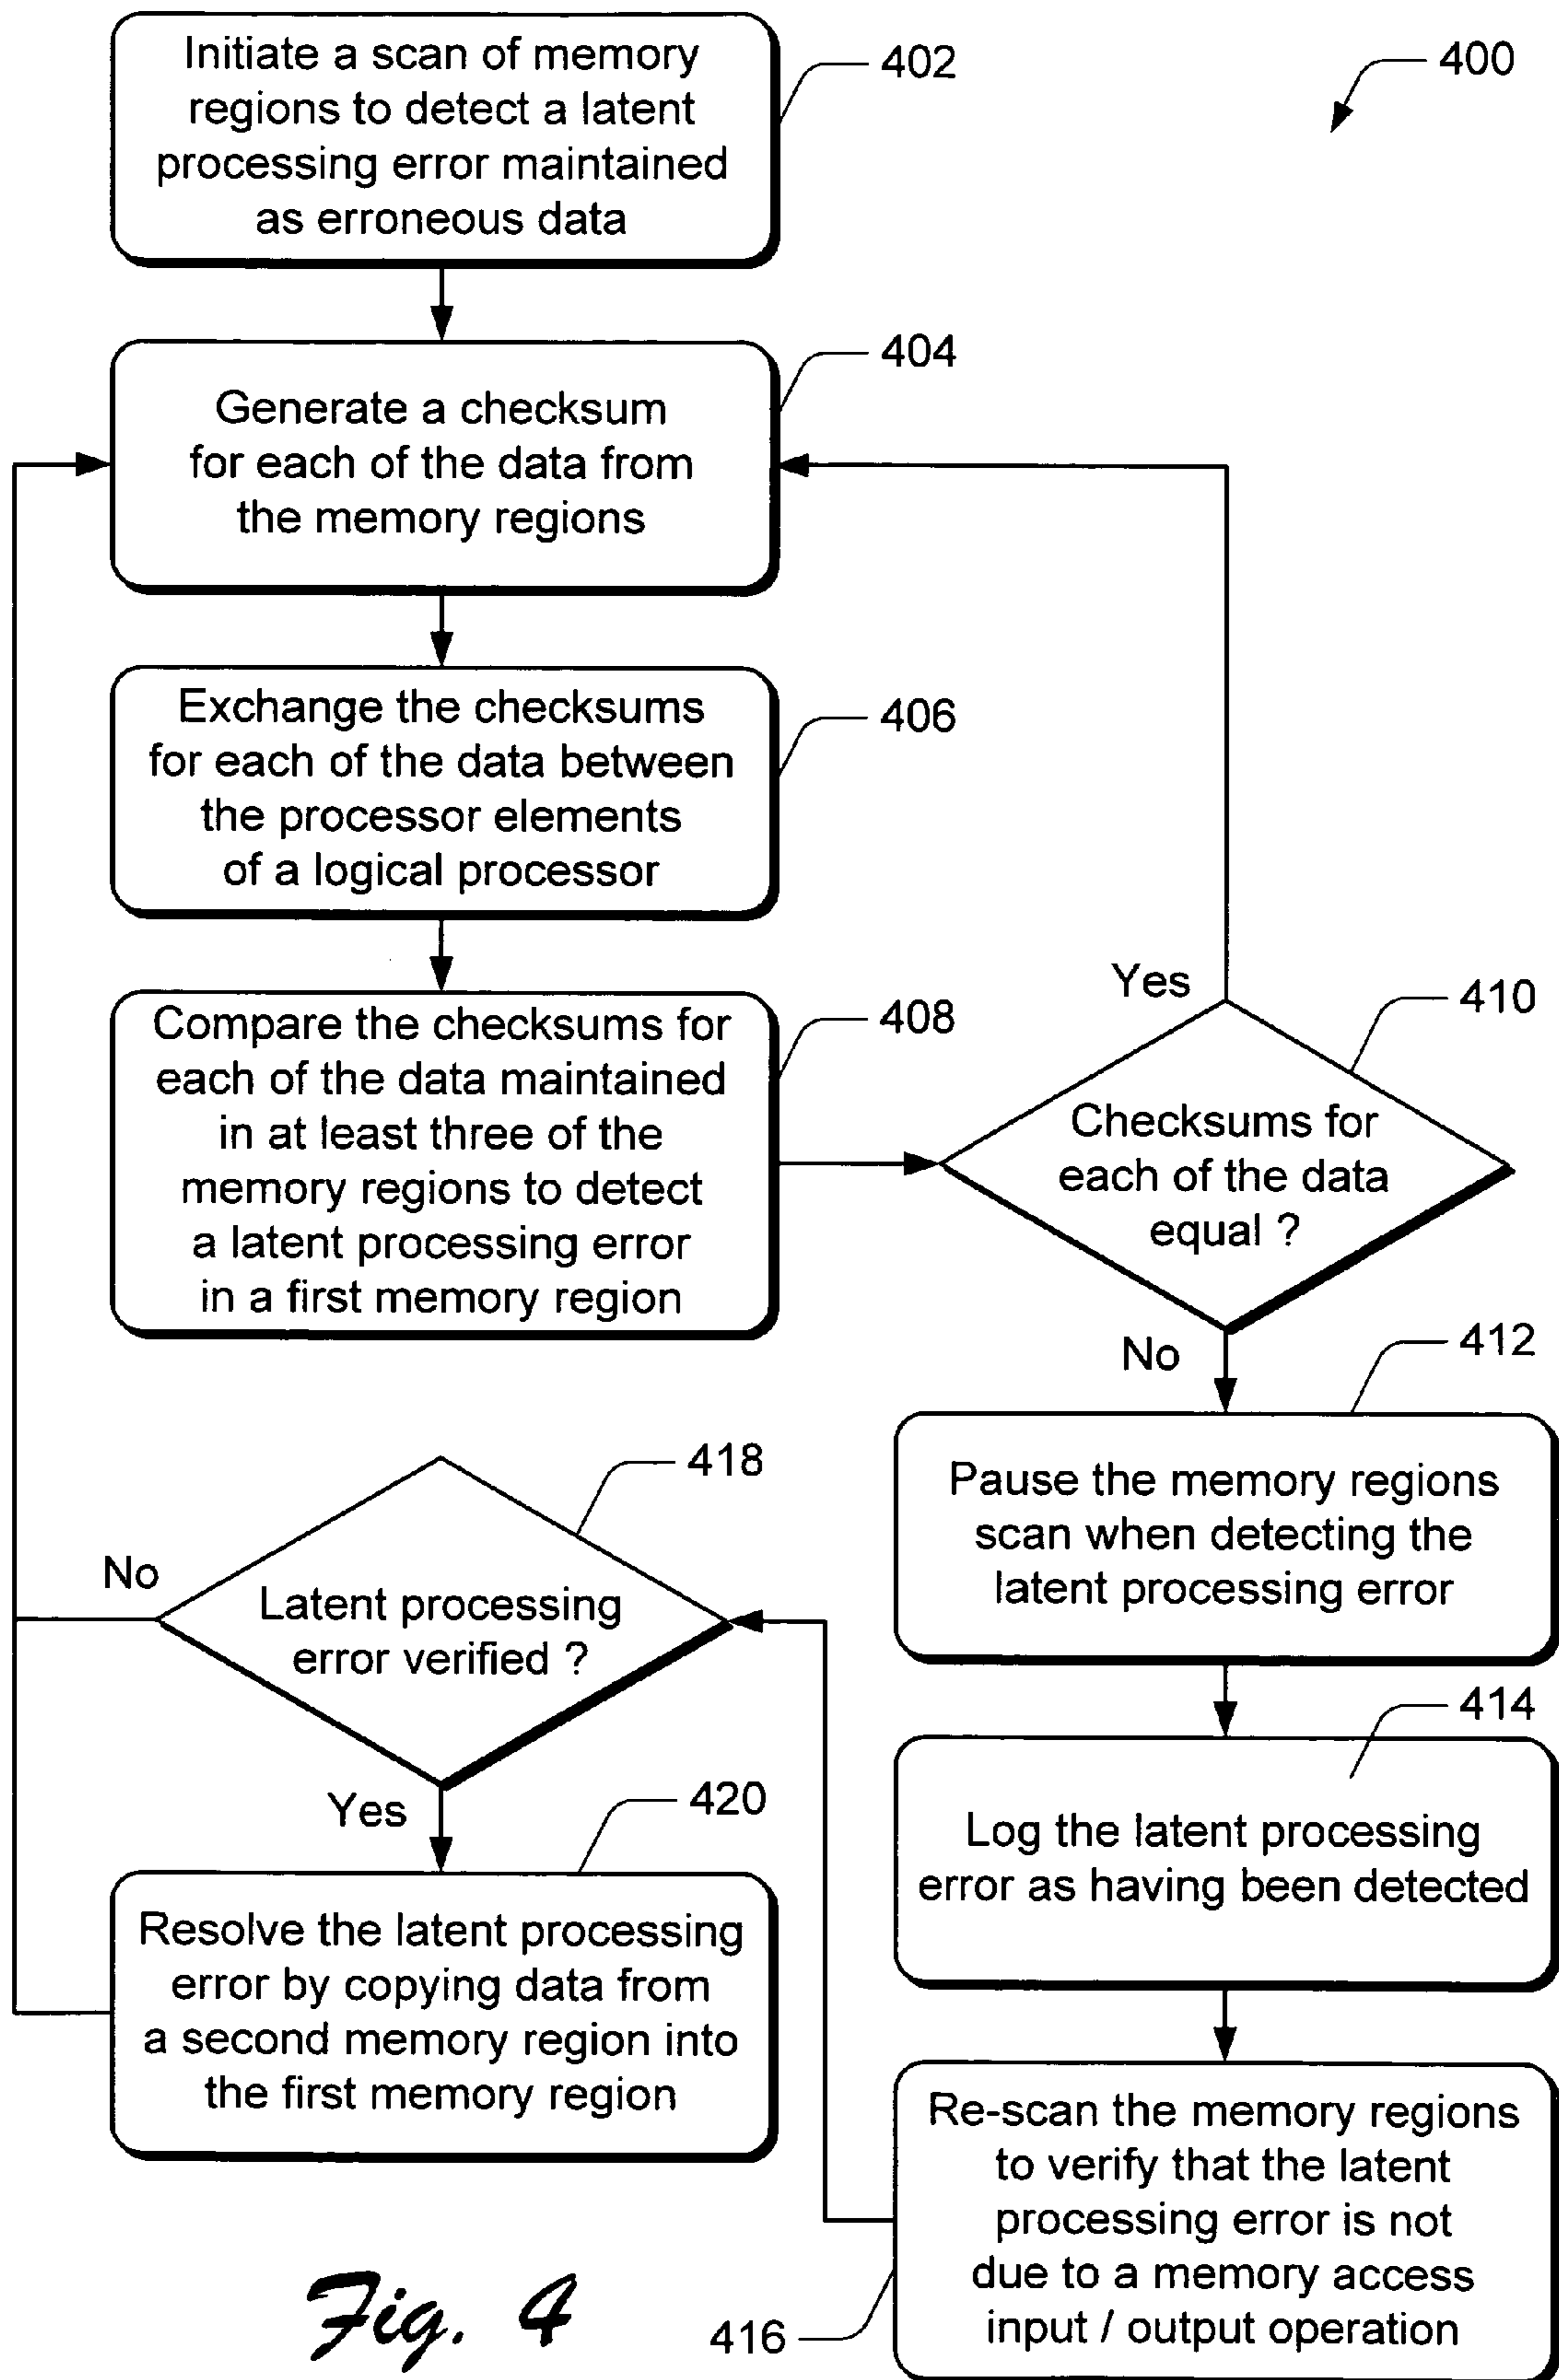 Initiate a scan of memory
regions to detect a latent
processing error maintained
as erroneous data
402
400
Generate a checksum
for each of the data from
the memory regions
404
Exchange the checksums
for each of the data between
the processor elements
of a logical processor
406
Compare the checksums for
each of the data maintained
in at least three of the
memory regions to detect
a latent processing error
in a first memory region
408
Yes
410
Checksums for
each of the data
equal ?
No
412
Pause the memory regions
scan when detecting the
latent processing error
414
Log the latent processing
error as having been detected
Re-scan the memory regions
to verify that the latent
processing error is not
due to a memory access
input / output operation
416
418
No
Latent processing
error verified ?
Yes
420
Resolve the latent processing
error by copying data from
a second memory region into
the first memory region
Fig. 4